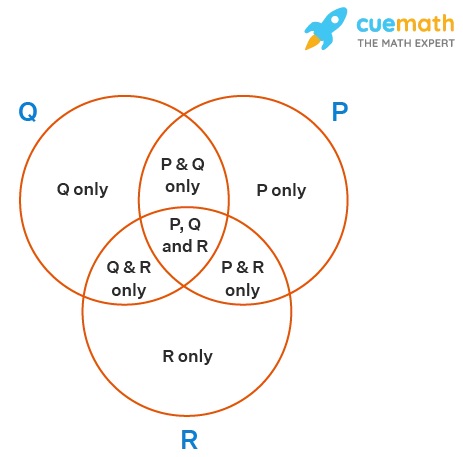 cuemath
THE MATH EXPERT
Q
P
P & Q
only
Q only
P only
P, Q
and R
Q & R
only
P & R
only
R only
R